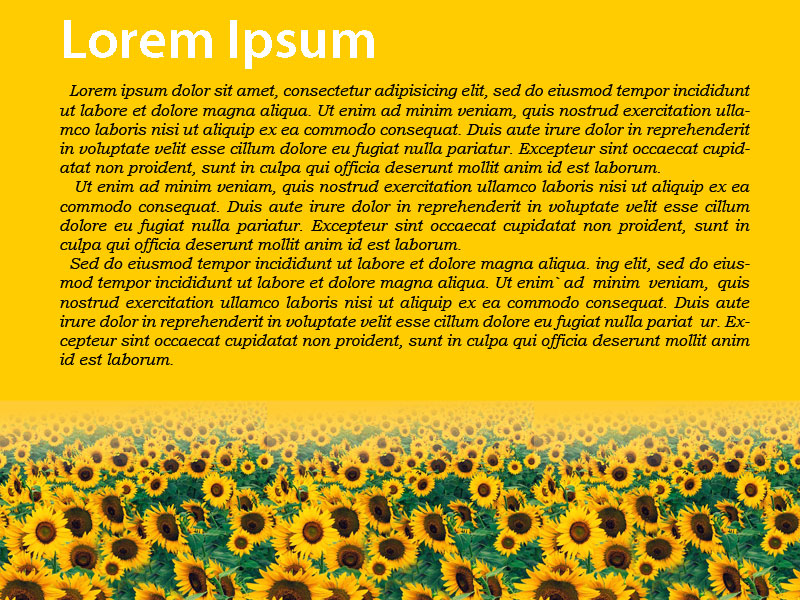 Lorem Ipsum
Lorem ipsum dolor sit amet, consectetur adipisicing elit, sed do eiusmod tempor incididunt
ut labore et dolore magna aliqua. Ut enim ad minim veniam, quis nostrud exercitation ulla-
mco laboris nisi ut aliquip ex ea commodo consequat. Duis aute irure dolor in reprehenderit
in voluptate velit esse cillum dolore eu fugiat nulla pariatur. Excepteur sint occaecat cupid-
atat non proident, sunt in culpa qui officia deserunt mollit anim id est laborum.
Ut enim ad minim veniam, quis nostrud exercitation ullamco laboris nisi ut aliquip ex ea
commodo consequat. Duis aute irure dolor in reprehenderit in voluptate velit esse cillum
dolore eu fugiat nulla pariatur. Excepteur sint occaecat cupidatat non proident, sunt in
culpa qui officia deserunt mollit anim id est laborum.
Sed do eiusmod tempor incididunt ut labore et dolore magna aliqua. ing elit, sed do eius-
mod tempor incididunt ut labore et dolore magna aliqua. Ut enim` ad minim veniam, quis
nostrud exercitation ullamco laboris nisi ut aliquip ex ea commodo consequat. Duis aute
irure dolor in reprehenderit in voluptate velit esse cillum dolore eu fugiat nulla pariat ur. Ex-
cepteur sint occaecat cupidatat non proident, sunt in culpa qui officia deserunt mollit anim
id est laborum.